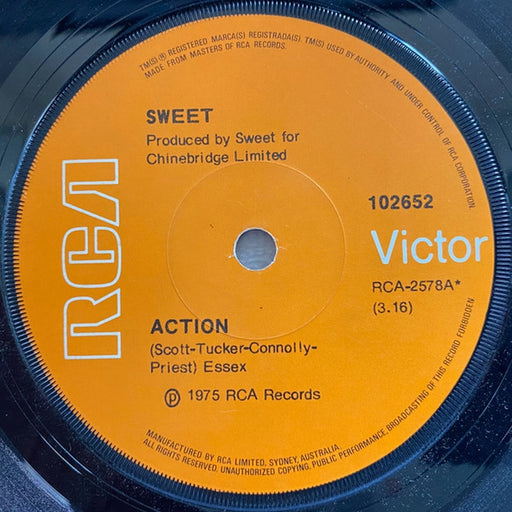 TM(S)® REGISTERED MARCA(S) REGISTRADA(S). TM(S) USED BY AUTHORITY AND UNDER CONTROL OF RCA CORPORATION.
MADE FROM MASTERS OF RCA RECORDS.
SWEET
Produced by Sweet for
Chinebridge Limited
RCA
102652
Victor
RCA-2578A*
(3.16)
ACTION
(Scott-Tucker-Connolly-
Priest) Essex
℗ 1975 RCA Records
MANUFACTURED BY RCA LIMITED, SYDNEY, AUSTRALIA.
ALL RIGHTS RESERVED. UNAUTHORIZED COPYING, PUBLIC PERFORMANCE, BROADCASTING OF THIS RECORD FORBIDDEN.